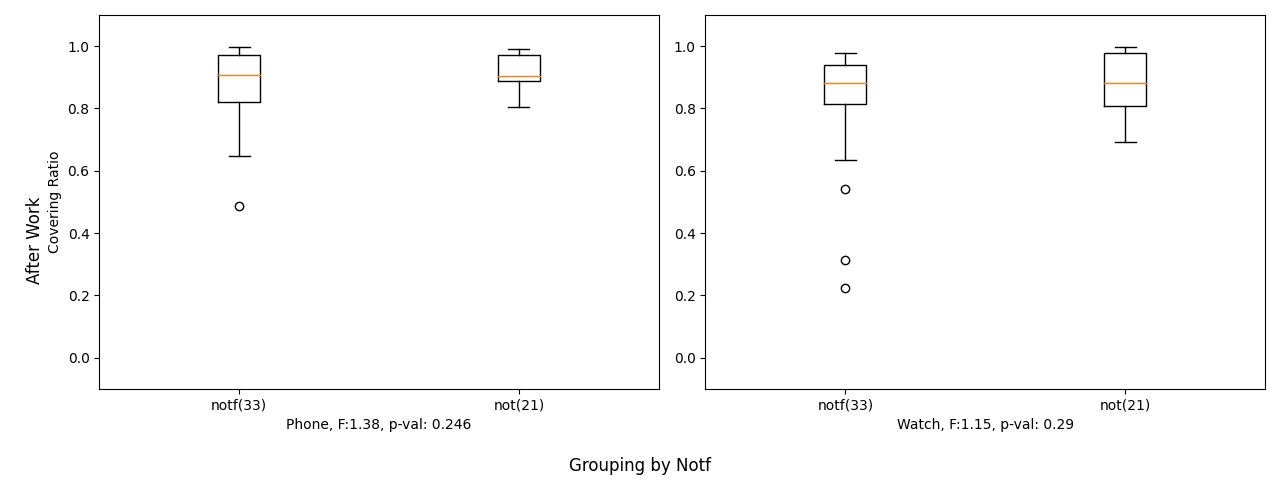 After Work
Covering Ratio
1.0
0.8
0.6
0.4
0.2
0.0
notf(33)
not(21)
Phone, F:1.38, p-val: 0.246
1.0
0.8
0.6
0.4
0.2
0.0
notf(33)
not(21)
Watch, F:1.15, p-val: 0.29
Grouping by Notf